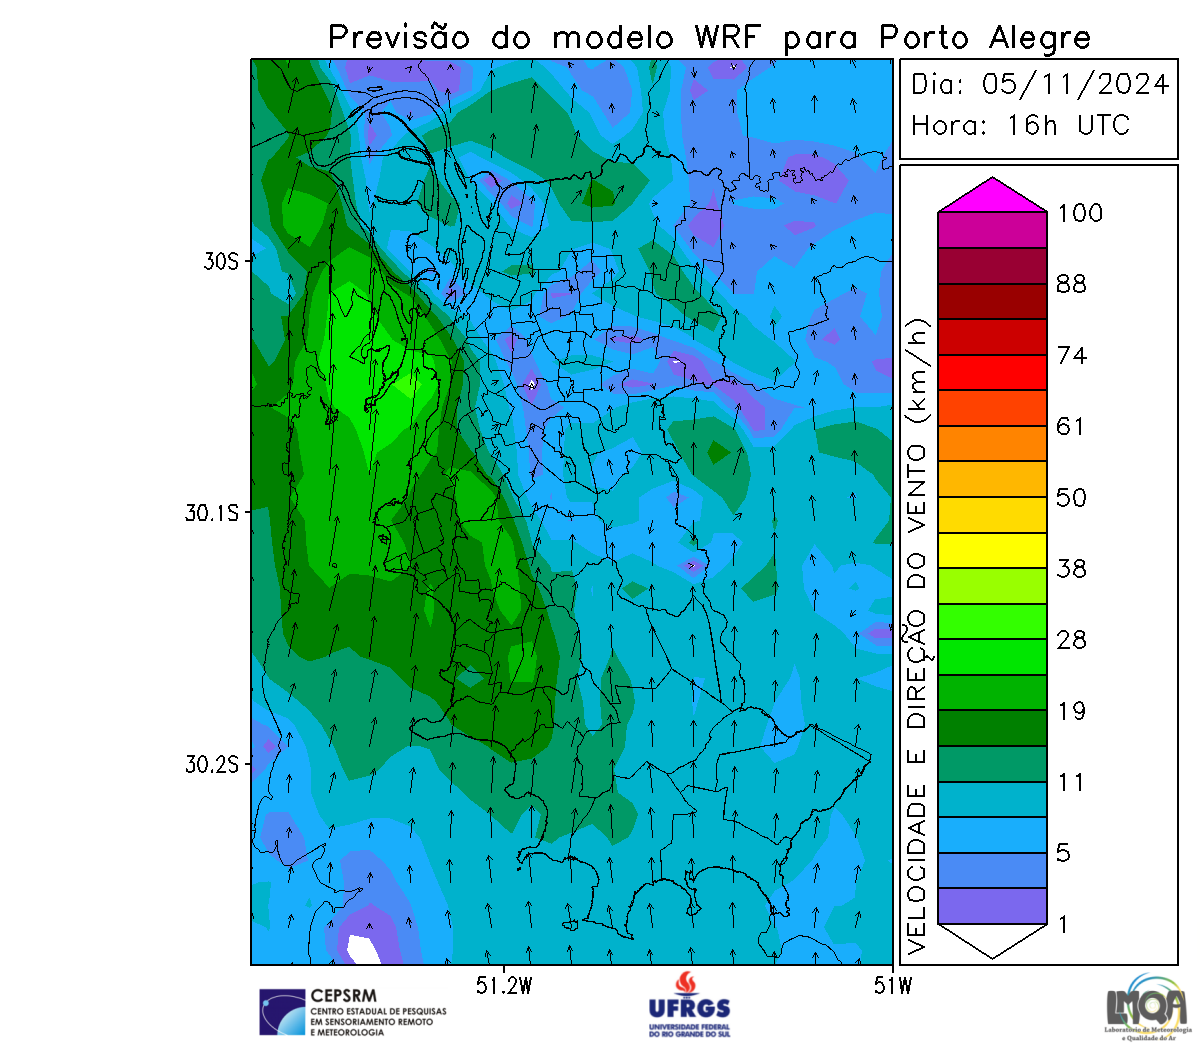 Previsão do modelo WRF para Porto Alegre
Dia: 05/11/2024
Hora: 16h UTC
30S
30.1S
30.2S
51.2W
51W
VELOCIDADE E DIREÇÃO DO VENTO (km/h)
100
88
74
61
50
38
28
19
11
5
1
CEPSRM
CENTRO ESTADUAL DE PESQUISAS
EM SENSORIAMENTO REMOTO
E METEOROLOGIA
UFRGS
UNIVERSIDADE FEDERAL
DO RIO GRANDE DO SUL
LMQA
Laboratório de Meteorologia
e Qualidade do Ar